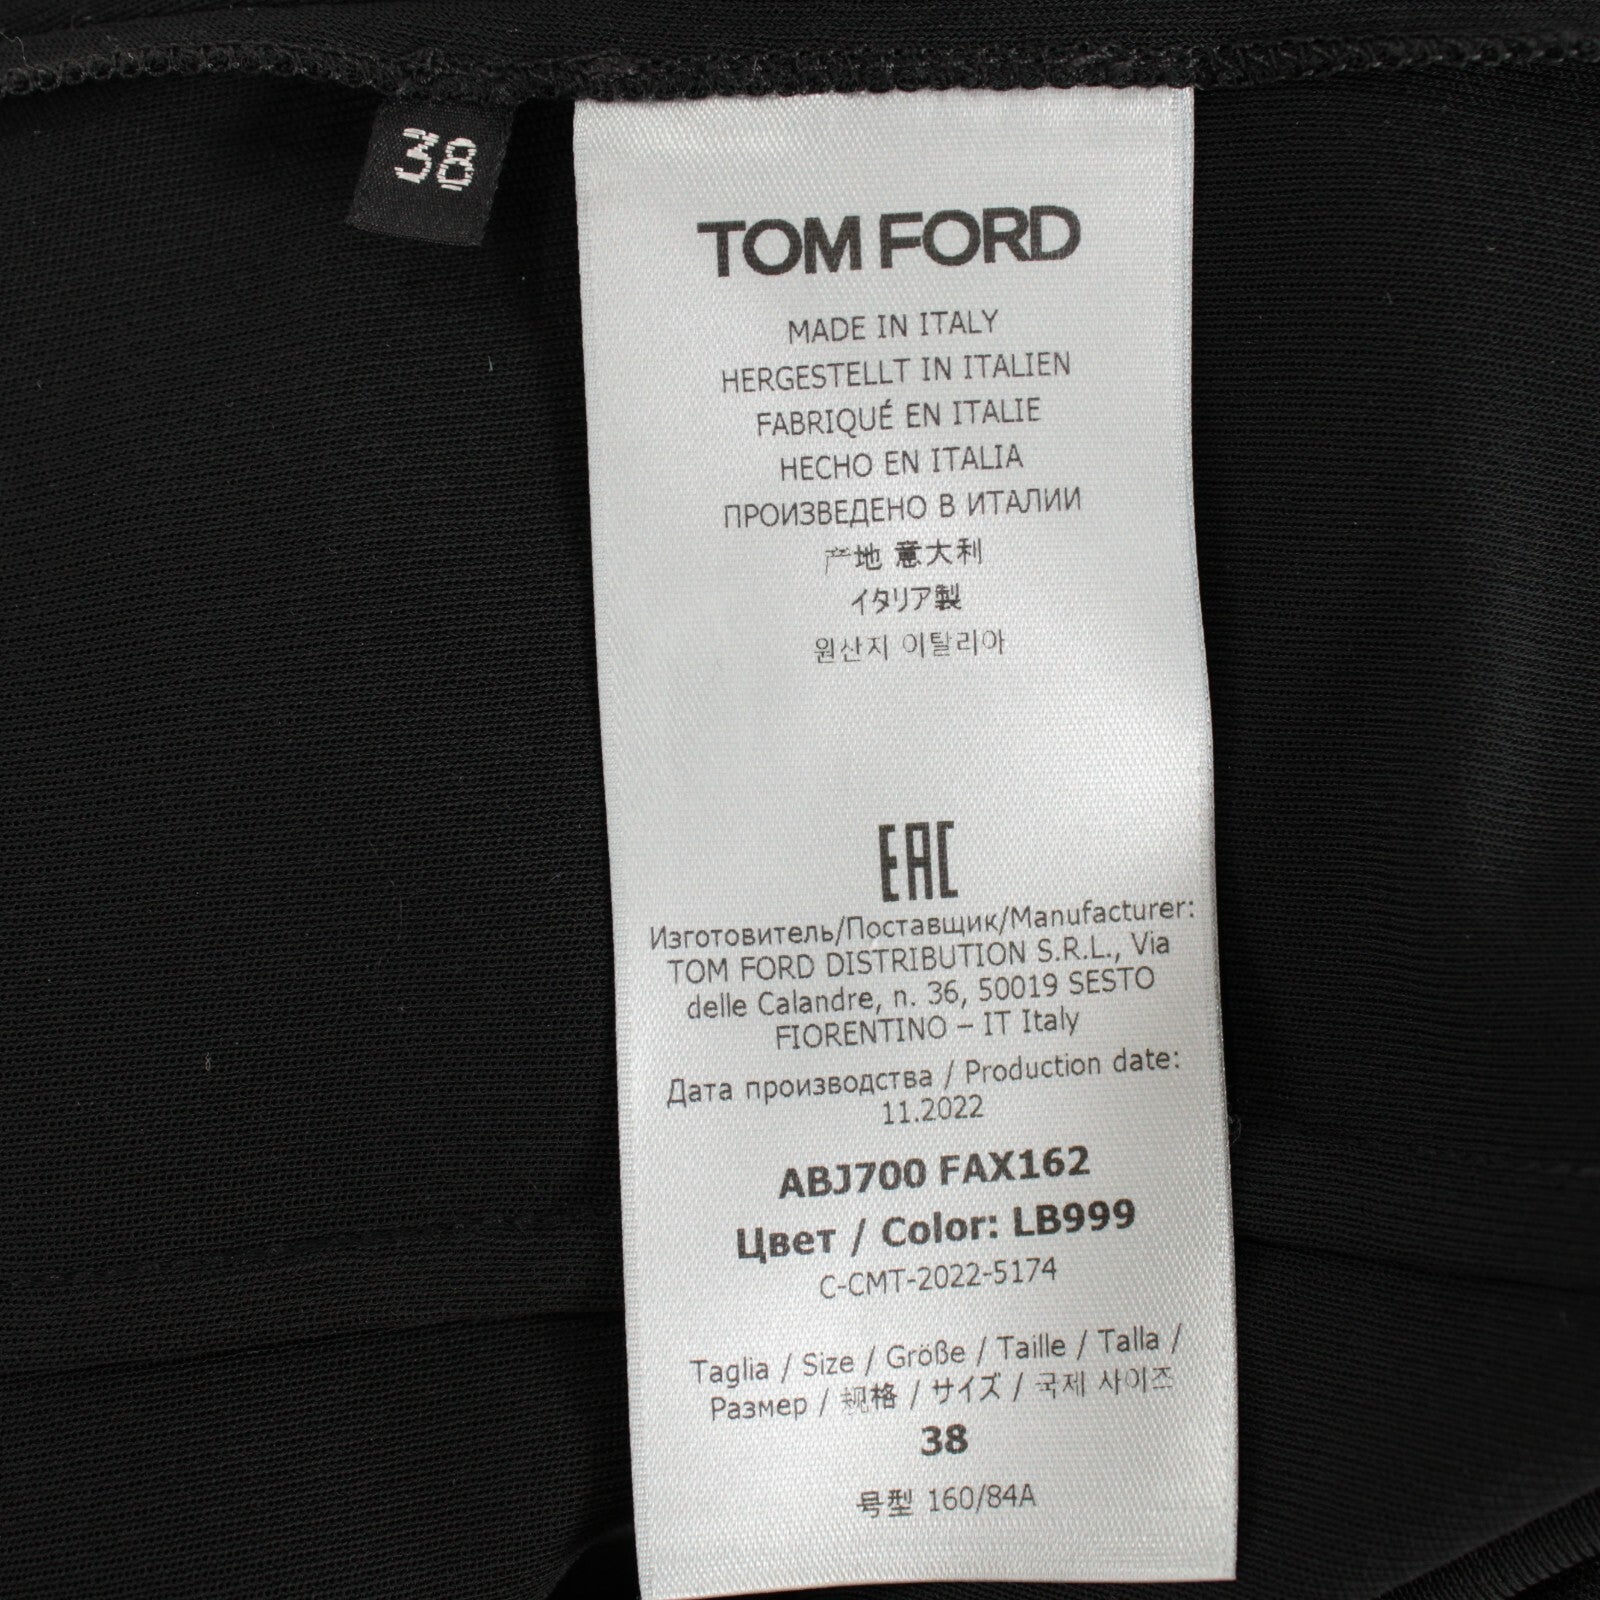 38
TOM FORD
MADE IN ITALY
HERGESTELLT IN ITALIEN
FABRIQUÉ EN ITALIE
HECHO EN ITALIA
ПРОИЗВЕДЕНО В ИТАЛИИ
产地 意大利
イタリア製
원산지 이탈리아
EAC
Изготовитель/Поставщик/Manufacturer:
TOM FORD DISTRIBUTION S.R.L., Via
delle Calandre, n. 36, 50019 SESTO
FIORENTINO – IT Italy
Дата производства / Production date:
11.2022
ABJ700 FAX162
Цвет / Color: LB999
C-CMT-2022-5174
Taglia / Size / Größe / Taille / Talla /
Размер / 规格 / サイズ / 국제 사이즈
38
号型 160/84A